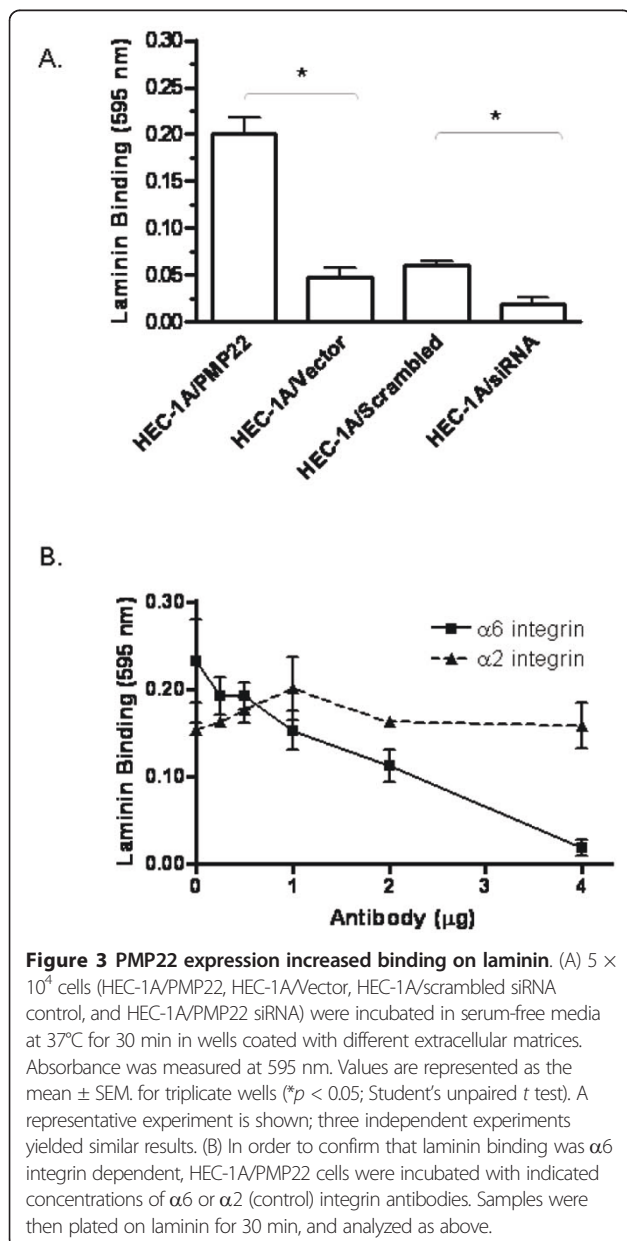 A.
Laminin Binding (595 nm)
0.30
0.25
0.20
0.15
0.10
0.05
0.00
*
*
HEC-1A/PMP22
HEC-1A/Vector
HEC-1A/Scrambled
HEC-1A/siRNA
B.
Laminin Binding (595 nm)
0.30
0.20
0.10
0.00
α6 integrin
α2 integrin
0
1
2
3
4
Antibody (µg)
Figure 3 PMP22 expression increased binding on laminin. (A) 5 ×
10⁴ cells (HEC-1A/PMP22, HEC-1A/Vector, HEC-1A/scrambled siRNA
control, and HEC-1A/PMP22 siRNA) were incubated in serum-free media
at 37°C for 30 min in wells coated with different extracellular matrices.
Absorbance was measured at 595 nm. Values are represented as the
mean ± SEM. for triplicate wells (*p < 0.05; Student's unpaired t test). A
representative experiment is shown; three independent experiments
yielded similar results. (B) In order to confirm that laminin binding was α6
integrin dependent, HEC-1A/PMP22 cells were incubated with indicated
concentrations of α6 or α2 (control) integrin antibodies. Samples were
then plated on laminin for 30 min, and analyzed as above.